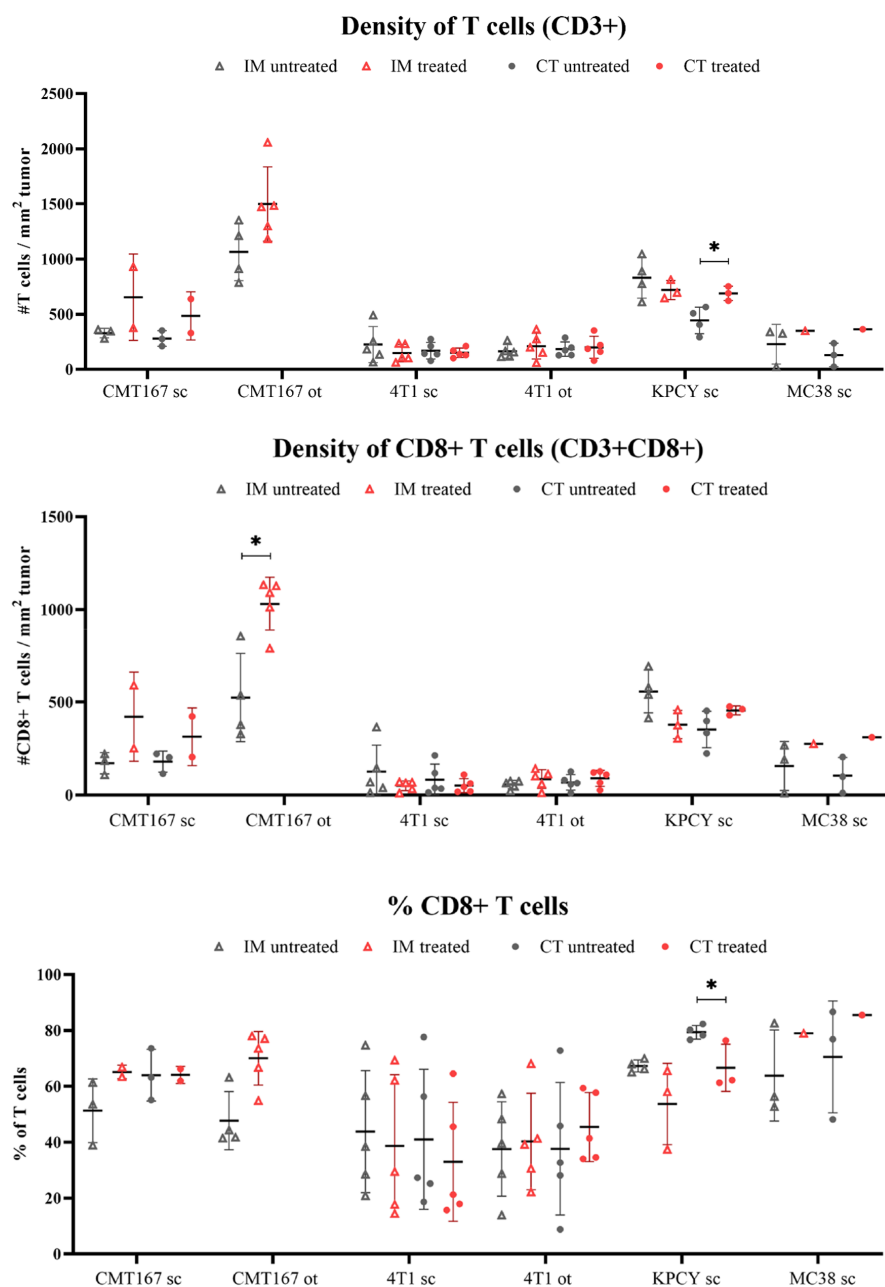 Density of T cells (CD3+)
IM untreated IM treated CT untreated CT treated
#T cells / mm² tumor
2500
2000
1500
1000
500
0
CMT167 sc CMT167 ot 4T1 sc 4T1 ot KPCY sc MC38 sc
*
Density of CD8+ T cells (CD3+CD8+)
IM untreated IM treated CT untreated CT treated
#CD8+ T cells / mm² tumor
1500
1000
500
0
CMT167 sc CMT167 ot 4T1 sc 4T1 ot KPCY sc MC38 sc
*
% CD8+ T cells
IM untreated IM treated CT untreated CT treated
% of T cells
100
80
60
40
20
0
CMT167 sc CMT167 ot 4T1 sc 4T1 ot KPCY sc MC38 sc
*